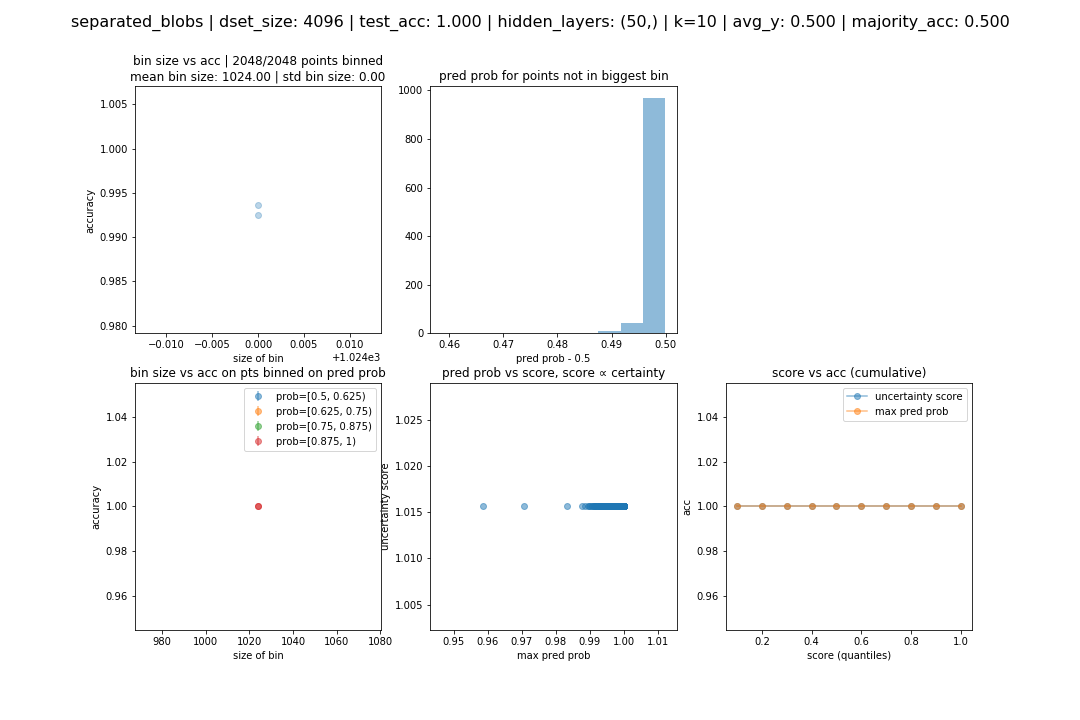 separated_blobs | dset_size: 4096 | test_acc: 1.000 | hidden_layers: (50,) | k=10 | avg_y: 0.500 | majority_acc: 0.500
bin size vs acc | 2048/2048 points binned
mean bin size: 1024.00 | std bin size: 0.00
1.005
1.000
0.995
0.990
0.985
0.980
accuracy
−0.010 −0.005 0.000 0.005 0.010
size of bin
+1.024e3
pred prob for points not in biggest bin
1000
800
600
400
200
0
0.46 0.47 0.48 0.49 0.50
pred prob - 0.5
bin size vs acc on pts binned on pred prob
prob=[0.5, 0.625)
prob=[0.625, 0.75)
prob=[0.75, 0.875)
prob=[0.875, 1)
1.04
1.02
1.00
0.98
0.96
accuracy
980 1000 1020 1040 1060 1080
size of bin
pred prob vs score, score ∝ certainty
1.025
1.020
1.015
1.010
1.005
uncertainty score
0.95 0.96 0.97 0.98 0.99 1.00 1.01
max pred prob
score vs acc (cumulative)
uncertainty score
max pred prob
1.04
1.02
1.00
0.98
0.96
acc
0.2 0.4 0.6 0.8 1.0
score (quantiles)